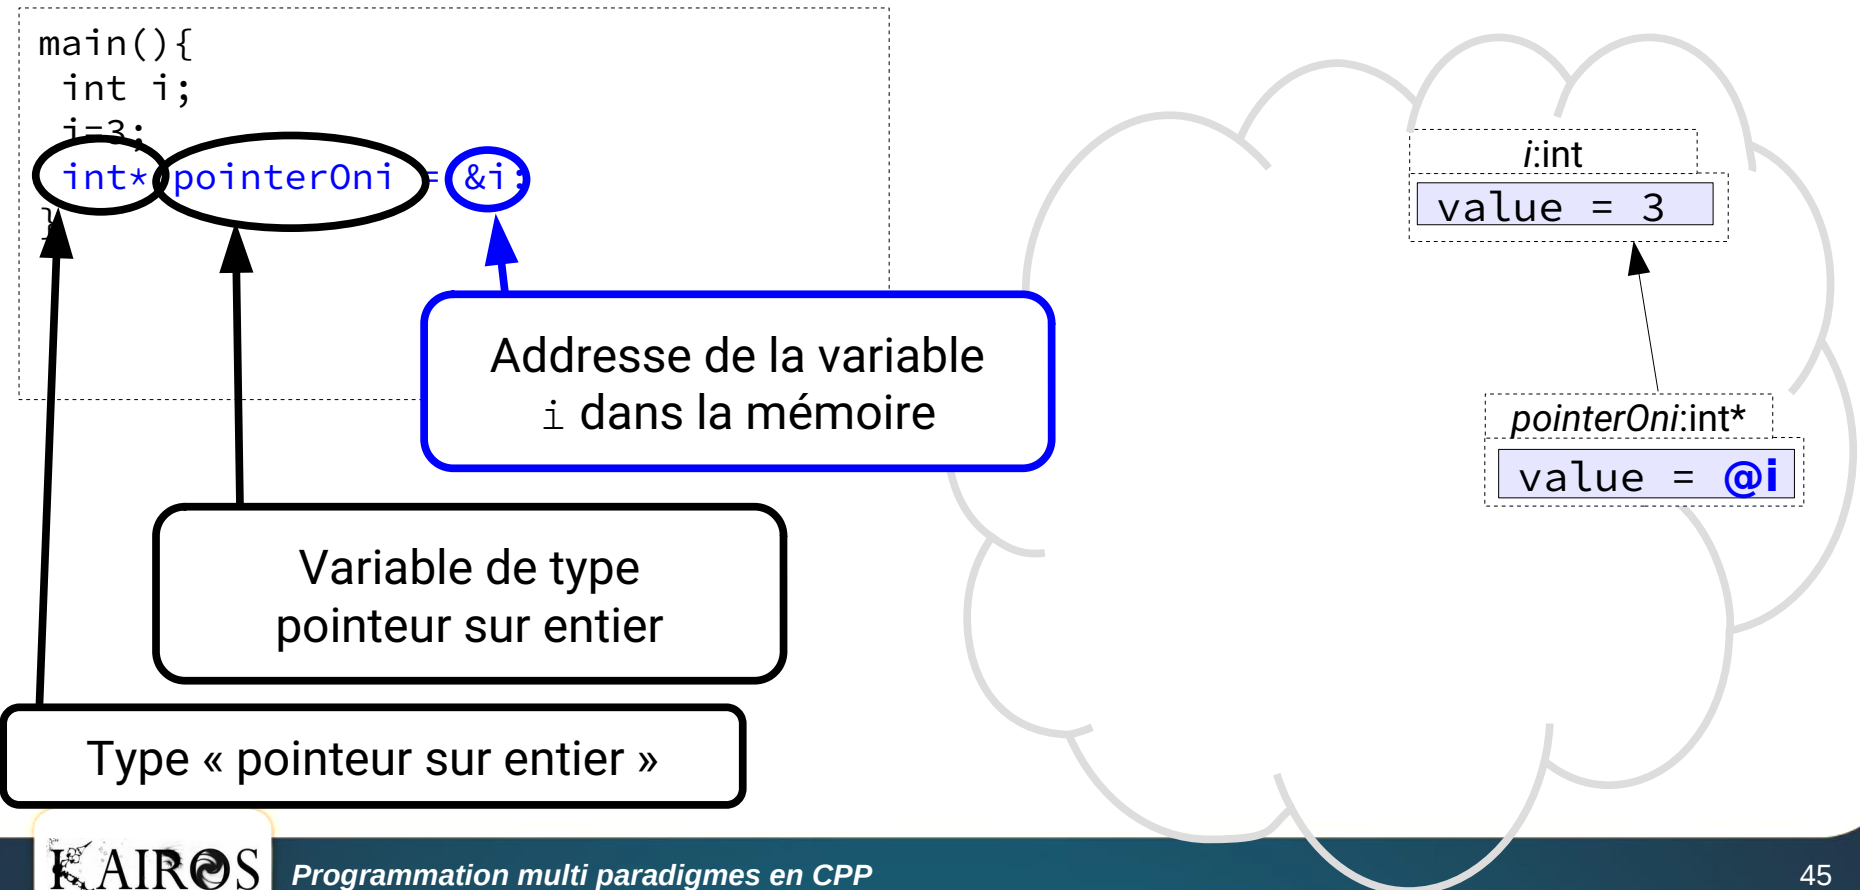 main(){
int i;
i=3;
int* pointerOni = &i;
}
i:int
value = 3
Addresse de la variable
i dans la mémoire
pointerOni:int*
value = @i
Variable de type
pointeur sur entier
Type « pointeur sur entier »
KAIROS
Programmation multi paradigmes en CPP
45